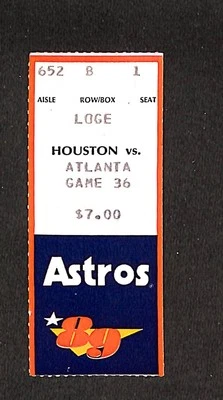 652 B 1
AISLE ROW/BOX SEAT
LOGE
HOUSTON vs.
ATLANTA
GAME 36
$7.00
Astros
'89